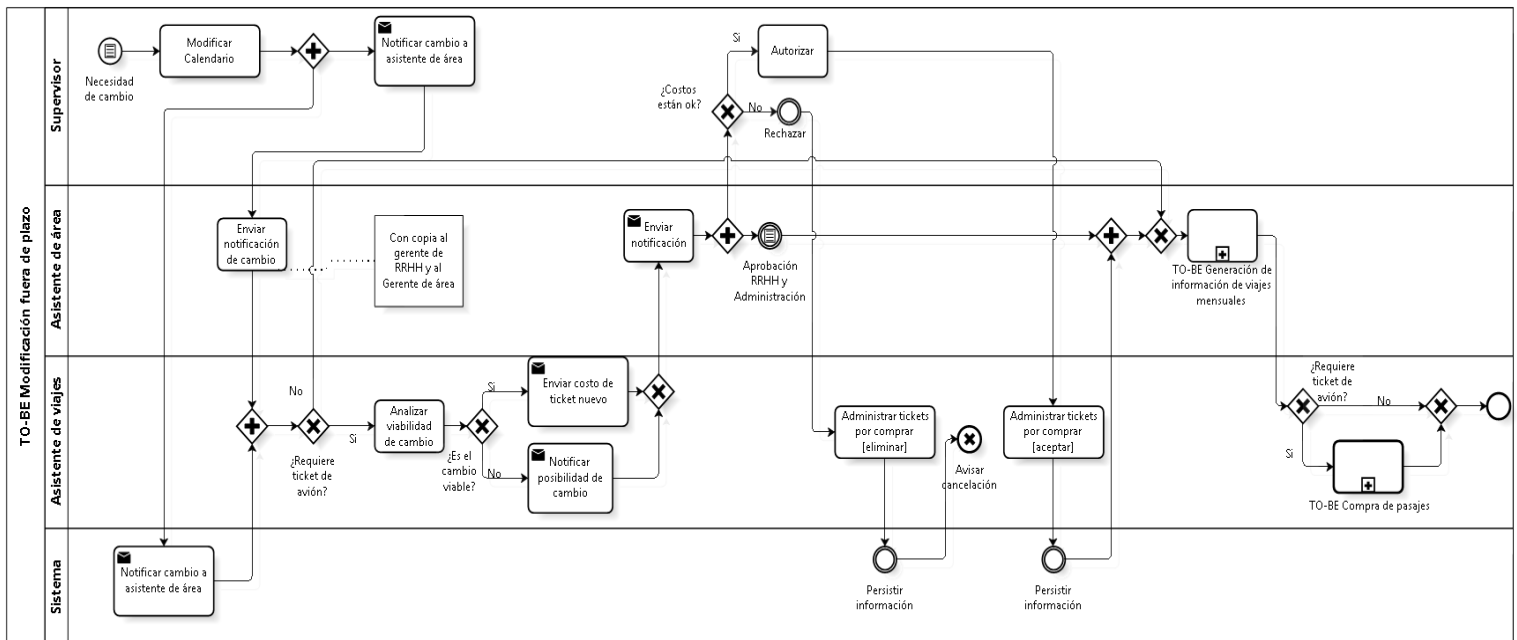 TO-BE Modificación fuera de plazo
Supervisor
Necesidad
de cambio
Modificar
Calendario
Notificar cambo a
asistente de área
¿Costos
están ok?
Si
No
Autorizar
Rechazar
Asistente de área
Enviar
notificación
de cambio
Con copia al
gerente de
RRHH y al
Gerente de área
Enviar
notificación
Aprobación
RRHH y
Administración
TO-BE Generación de
información de viajes
mensuales
Asistente de viajes
No
Si
¿Requiere
ticket de
avión?
Analizar
viabilidad
de cambio
¿Es el
cambio
viable?
Si
No
Enviar costo de
ticket nuevo
Notificar
posibilidad de
cambio
Administrar tickets
por comprar
[eliminar]
Avisar
cancelación
Administrar tickets
por comprar
[aceptar]
¿Requiere
ticket de
avión?
No
Si
TO-BE Compra de pasajes
Sistema
Notificar cambo a
asistente de área
Persistir
información
Persistir
información